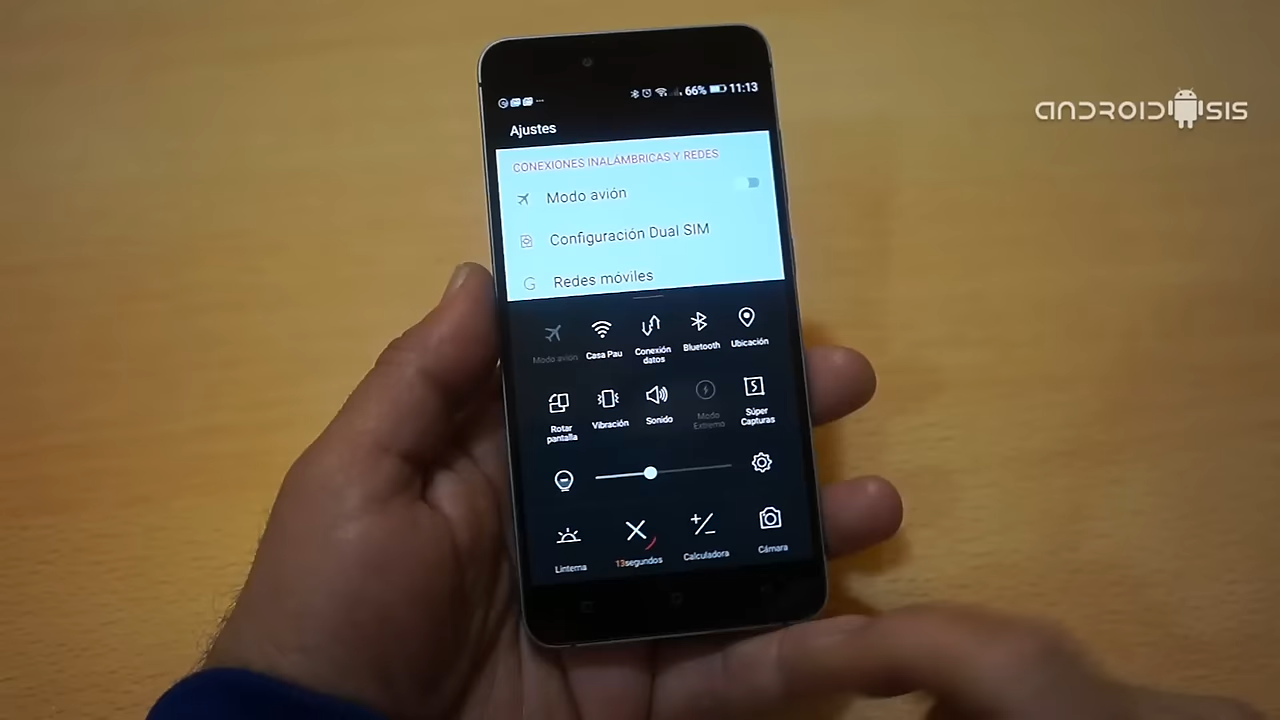 66% 11:13
ANDROIDSIS
Ajustes
CONEXIONES INALÁMBRICAS Y REDES
Modo avión
Configuración Dual SIM
Redes móviles
Modo avión
Casa Pau
Conexión
datos
Bluetooth
Ubicación
Rotar
pantalla
Vibración
Sonido
Modo
Extremo
Súper
Capturas
Linterna
13segundos
Calculadora
Cámara